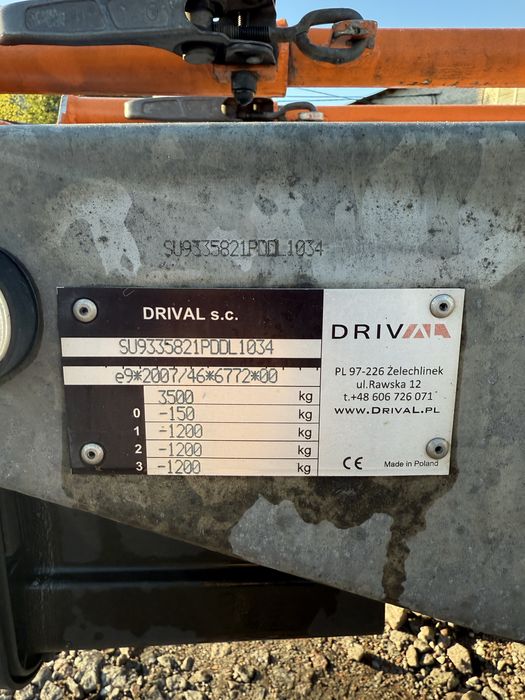 SU9335821PDDL1034
DRIVAL s.c.
SU9335821PDDL1034
e9*2007/46*6772*00
3500 kg
0 -150 kg
1 -1200 kg
2 -1200 kg
3 -1200 kg
DRIVAL
PL 97-226 Żelechlinek
ul.Rawska 12
t.+48 606 726 071
www.DrivaL.pl
CE Made in Poland